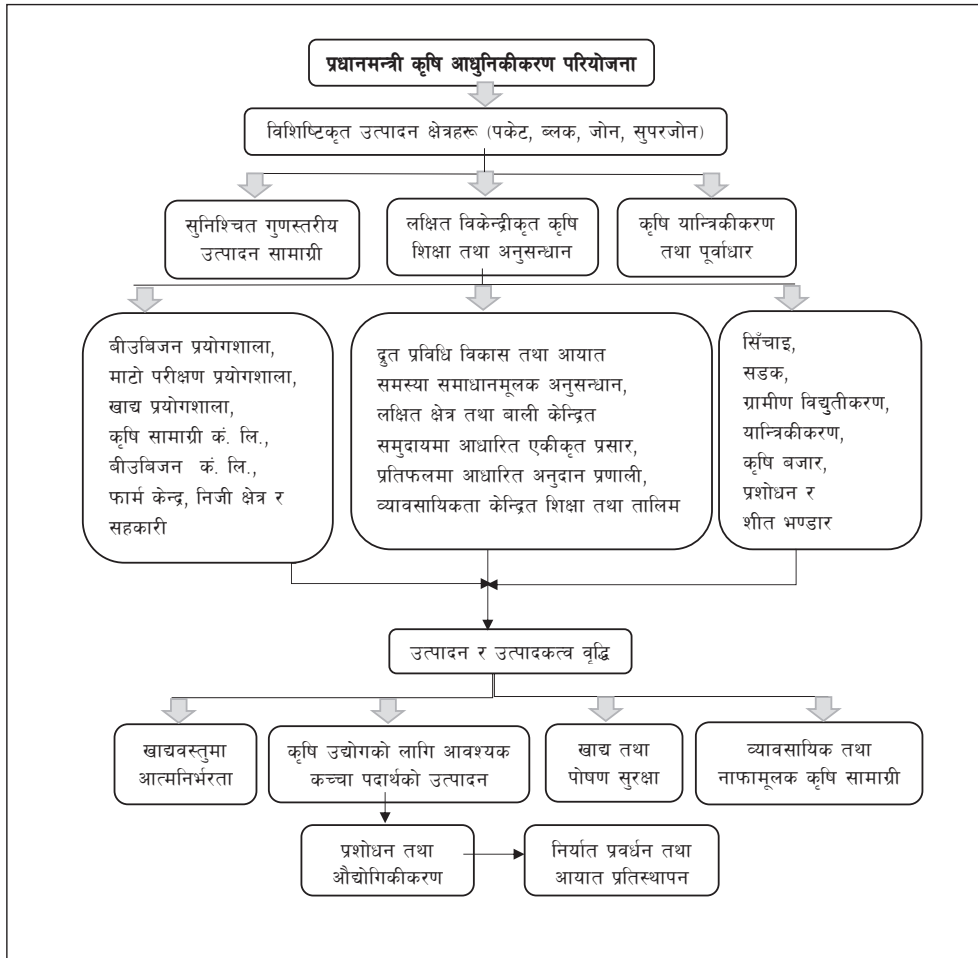 प्रधानमन्त्री कृषि आधुनिकीकरण परियोजना
विशिष्टिकृत उत्पादन क्षेत्रहरू (पकेट, ब्लक, जोन, सुपरजोन)
सुनिश्चित गुणस्तरीय
उत्पादन सामाग्री
लक्षित विकेन्द्रीकृत कृषि
शिक्षा तथा अनुसन्धान
कृषि यान्त्रिकीकरण
तथा पूर्वाधार
बीउबिजन प्रयोगशाला,
माटो परीक्षण प्रयोगशाला,
खाद्य प्रयोगशाला,
कृषि सामाग्री कं. लि.,
बीउबिजन कं. लि.,
फार्म केन्द्र, निजी क्षेत्र र
सहकारी
द्रुत प्रविधि विकास तथा आयात
समस्या समाधानमूलक अनुसन्धान,
लक्षित क्षेत्र तथा बाली केन्द्रित
समुदायमा आधारित एकीकृत प्रसार,
प्रतिफलमा आधारित अनुदान प्रणाली,
व्यावसायिकता केन्द्रित शिक्षा तथा तालिम
सिँचाइ,
सडक,
ग्रामीण विद्युतीकरण,
यान्त्रिकीकरण,
कृषि बजार,
प्रशोधन र
शीत भण्डार
उत्पादन र उत्पादकत्व वृद्धि
खाद्यवस्तुमा
आत्मनिर्भरता
कृषि उद्योगको लागि आवश्यक
कच्चा पदार्थको उत्पादन
खाद्य तथा
पोषण सुरक्षा
व्यावसायिक तथा
नाफामूलक कृषि सामाग्री
प्रशोधन तथा
औद्योगिकीकरण
निर्यात प्रवर्धन तथा
आयात प्रतिस्थापन